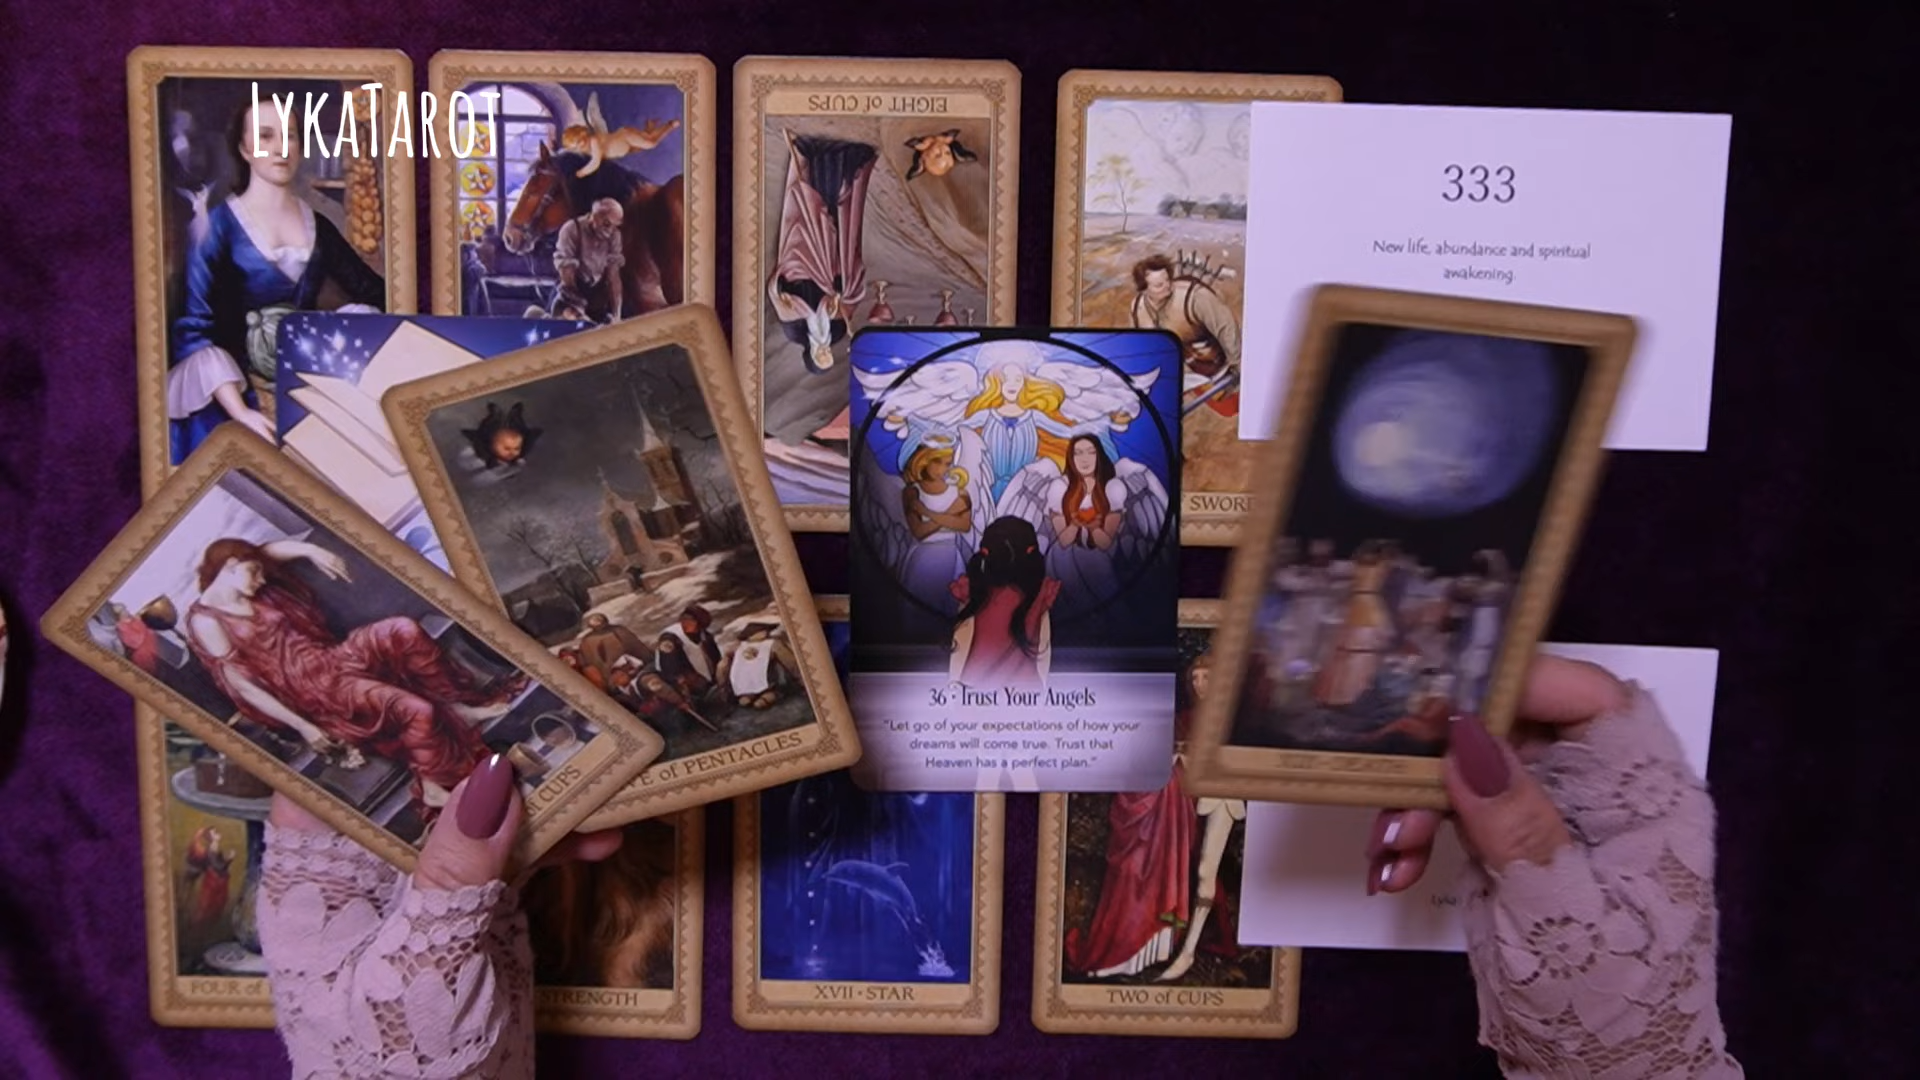 LykaTarot
EIGHT of CUPS
333
New life, abundance and spiritual
awakening.
SWORD
36 · Trust Your Angels
"Let go of your expectations of how your
dreams will come true. Trust that
Heaven has a perfect plan."
of CUPS
VE of PENTACLES
FOUR of
STRENGTH
XVII · STAR
TWO of CUPS